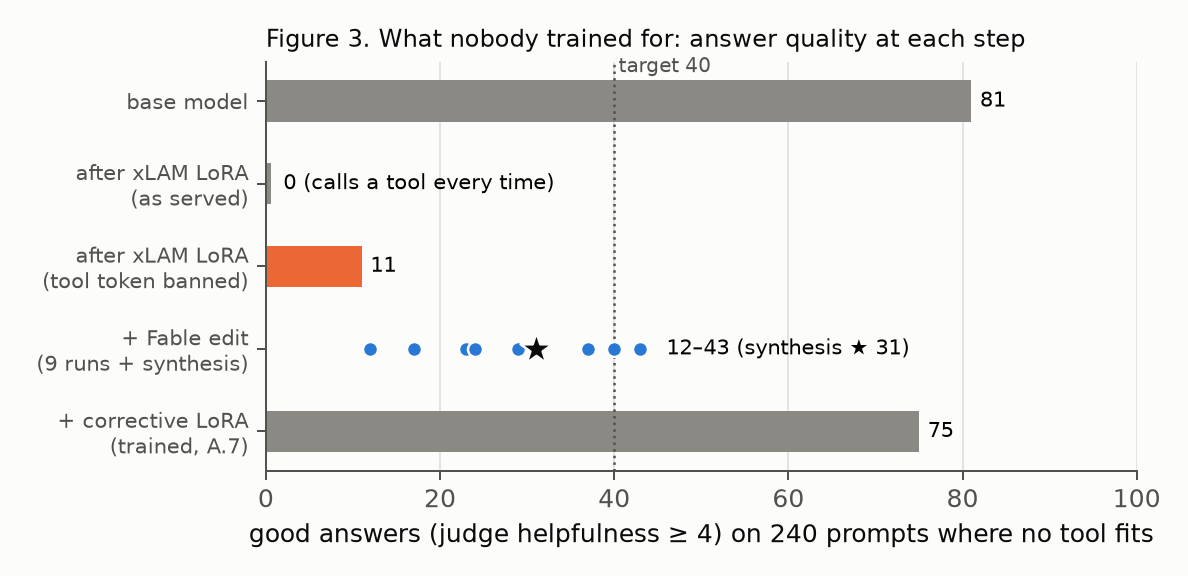 Figure 3. What nobody trained for: answer quality at each step
target 40
base model
81
after xLAM LoRA
(as served)
0 (calls a tool every time)
after xLAM LoRA
(tool token banned)
11
+ Fable edit
(9 runs + synthesis)
12–43 (synthesis ★ 31)
+ corrective LoRA
(trained, A.7)
75
0 20 40 60 80 100
good answers (judge helpfulness ≥ 4) on 240 prompts where no tool fits